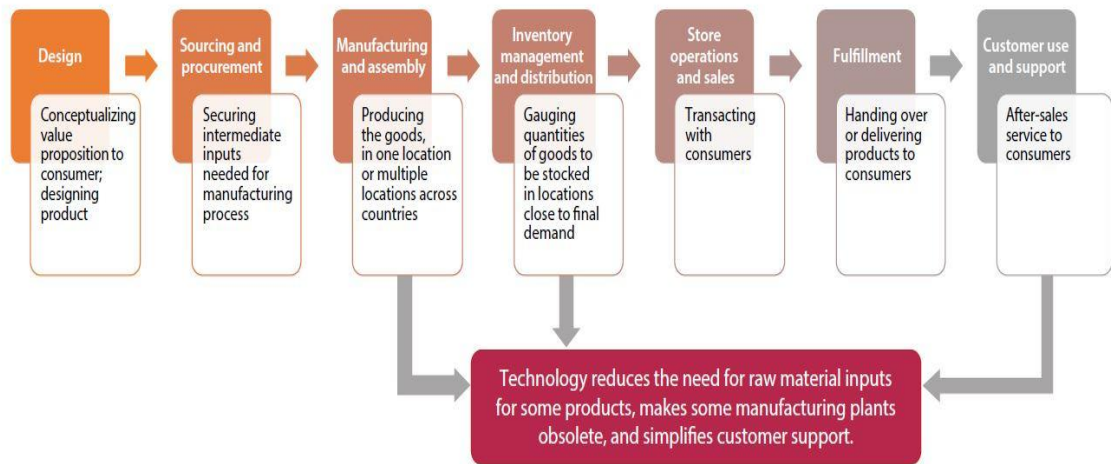 Design
Conceptualizing
value
proposition to
consumer;
designing
product
Sourcing and
procurement
Securing
intermediate
inputs
needed for
manufacturing
process
Manufacturing
and assembly
Producing
the goods,
in one location
or multiple
locations across
countries
Inventory
management
and distribution
Gauging
quantities
of goods to
be stocked
in locations
close to final
demand
Store
operations
and sales
Transacting
with
consumers
Fulfillment
Handing over
or delivering
products to
consumers
Customer use
and support
After-sales
service to
consumers
Technology reduces the need for raw material inputs
for some products, makes some manufacturing plants
obsolete, and simplifies customer support.